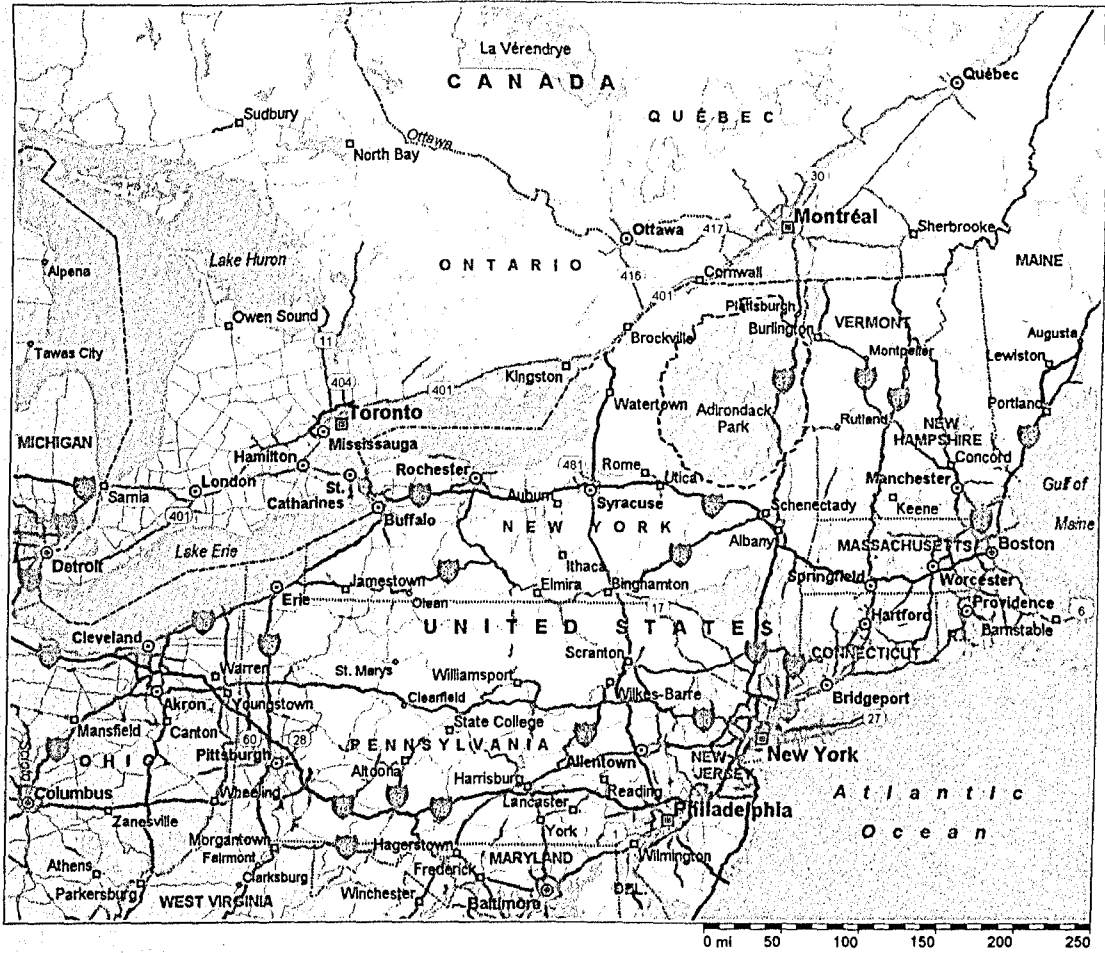 La Vérendrye
CANADA
Québec
QUÉBEC
Sudbury
Ottawa
North Bay
30
Montréal
Ottawa
417
Sherbrooke
Lake Huron
ONTARIO
MAINE
Alpena
416
Cornwall
401
Plattsburgh
Owen Sound
Burlington
VERMONT
11
Brockville
Augusta
Tawas City
Montpelier
Lewiston
Kingston
404
401
Watertown
Adirondack
Park
Portland
Toronto
Rutland
NEW
HAMPSHIRE
MICHIGAN
Mississauga
Concord
Hamilton
Rochester
481
Rome
Utica
Manchester
Sarnia
London
St.
Catharines
Auburn
Syracuse
Keene
Gulf of
Maine
401
Buffalo
Schenectady
NEW YORK
Albany
MASSACHUSETTS
Boston
Lake Erie
Detroit
Ithaca
Jamestown
Elmira
Binghamton
Springfield
Worcester
Erie
Olean
17
Providence
6
Hartford
R.I.
Barnstable
Cleveland
UNITED STATES
CONNECTICUT
Scranton
Warren
St. Marys
Williamsport
Akron
Youngstown
Clearfield
Wilkes-Barre
Bridgeport
Mansfield
Canton
State College
27
60
28
Scioto
OHIO
Pittsburgh
PENNSYLVANIA
New York
Altoona
Allentown
NEW
JERSEY
Columbus
Wheeling
Harrisburg
Reading
Atlantic
Ocean
Zanesville
Lancaster
Philadelphia
York
1
Morgantown
Hagerstown
Fairmont
MARYLAND
Wilmington
Athens
Frederick
Parkersburg
Clarksburg
WEST VIRGINIA
Winchester
Baltimore
DEL.
0 mi 50 100 150 200 250